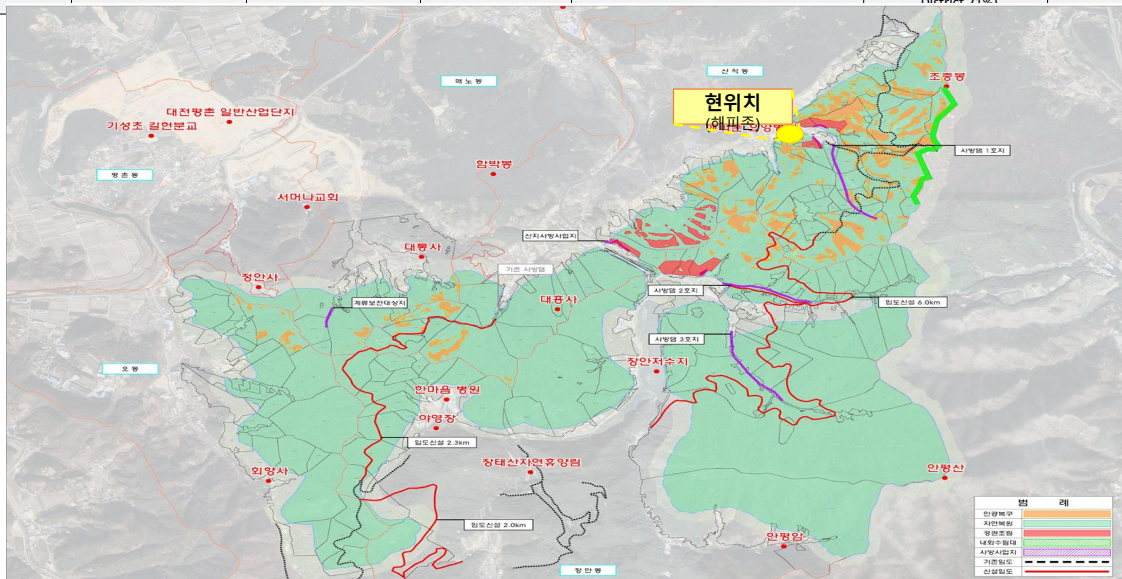 매노동
산직동
조중봉
현위치
(해피존)
대전평촌 일반산업단지
기성초 길헌분교
사방댐 1호지
함박봉
평촌동
서머나교회
산지사방사업지
대통사
기존 사방댐
정안사
사방댐 2호지
계류보전대상지
대표사
임도신설 6.0km
사방댐 3호지
장안저수지
오동
한마음 병원
야영장
임도신설 2.3km
장태산자연휴양림
회항사
안평산
임도신설 2.0km
안평암
장안동
범 례
인공복구
자연복원
경관조림
내화수림대
사방사업지
기존임도
신설임도